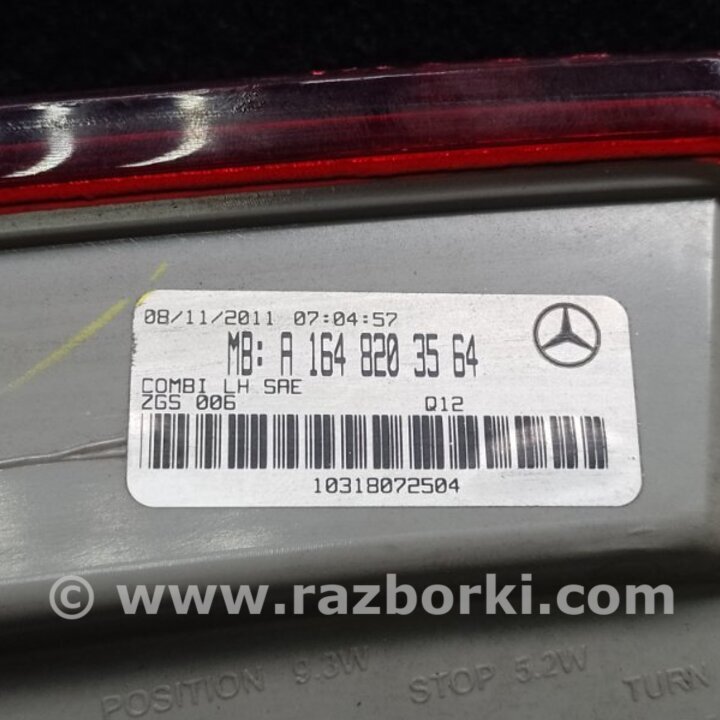 08/11/2011 07:04:57
MB: A 164 820 35 64
COMBI LH SAE
ZGS 006 Q12
10318072504
© www.razborki.com
POSITION 9.3W STOP 5.2W TURN